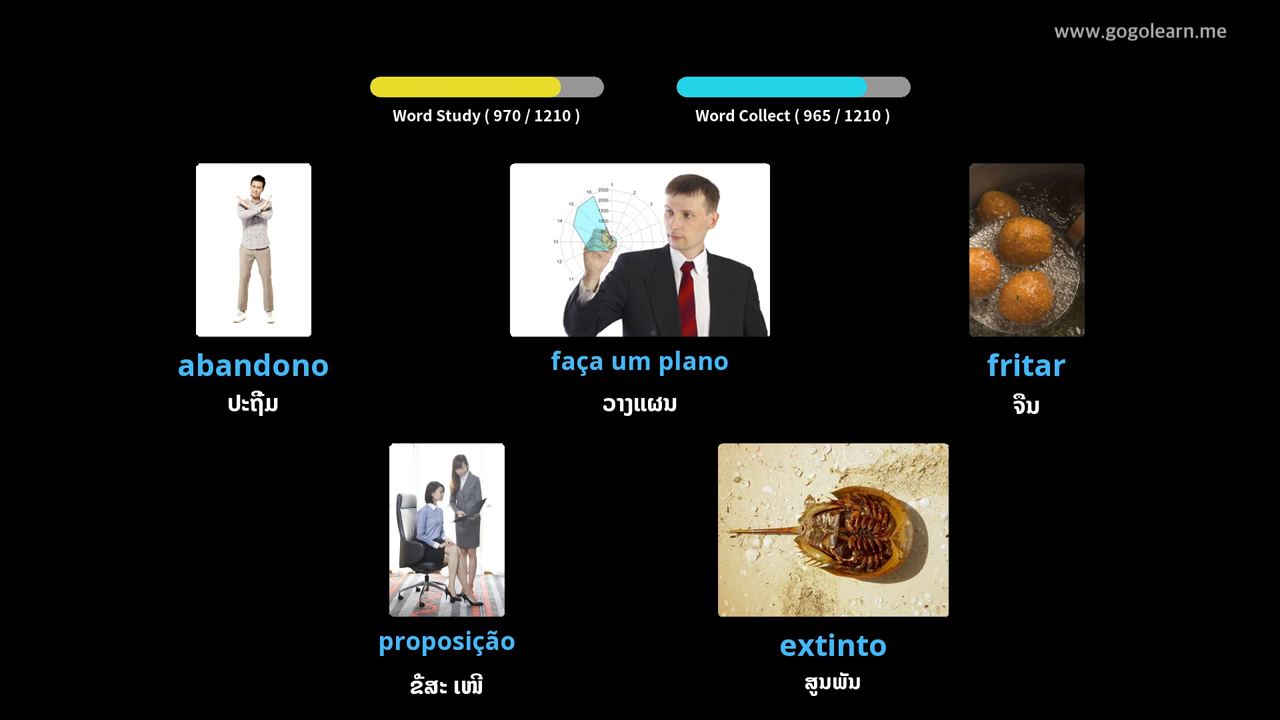 www.gogolearn.me
Word Study ( 970 / 1210 )
Word Collect ( 965 / 1210 )
abandono
ປະຖິ້ມ
faça um plano
ວາງແຜນ
fritar
ຈືນ
proposição
ຂໍ້ສະ ເໜີ
extinto
ສູນພັນ